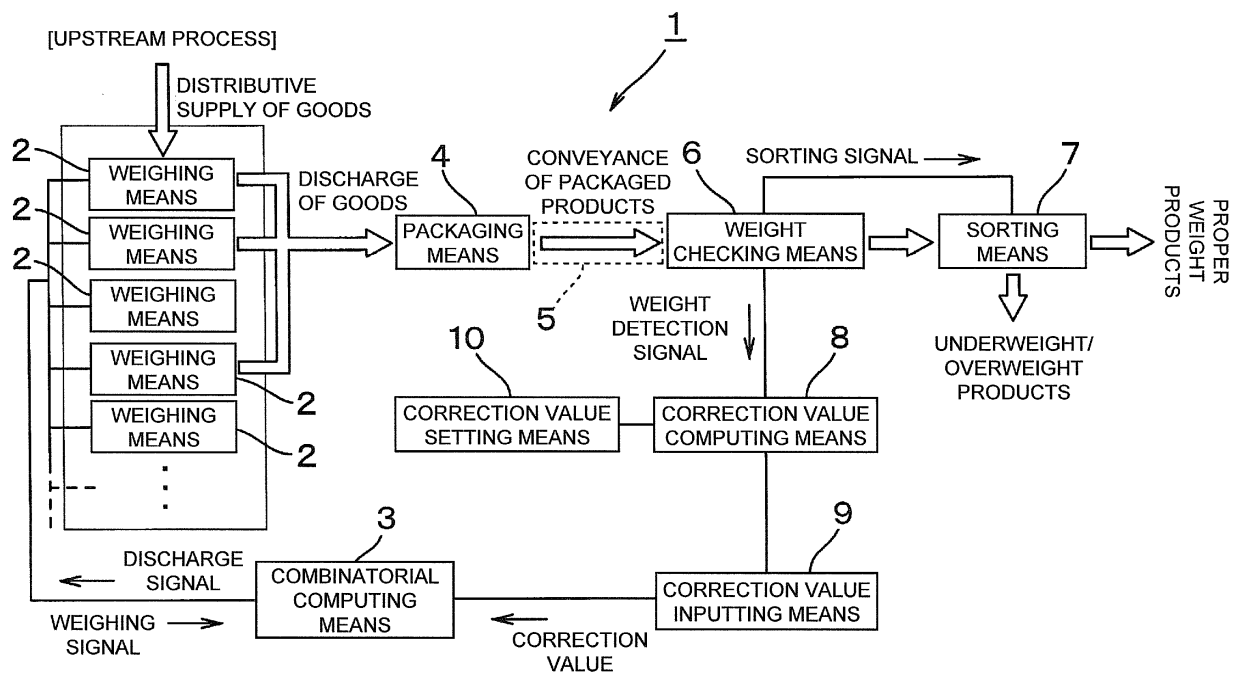 1
[UPSTREAM PROCESS]
DISTRIBUTIVE
SUPPLY OF GOODS
2
WEIGHING
MEANS
2
WEIGHING
MEANS
2
WEIGHING
MEANS
WEIGHING
MEANS
2
WEIGHING
MEANS
2
DISCHARGE
OF GOODS
4
PACKAGING
MEANS
CONVEYANCE
OF PACKAGED
PRODUCTS
5
6
WEIGHT
CHECKING MEANS
SORTING SIGNAL
7
SORTING
MEANS
PROPER
WEIGHT
PRODUCTS
UNDERWEIGHT/
OVERWEIGHT
PRODUCTS
WEIGHT
DETECTION
SIGNAL
10
CORRECTION VALUE
SETTING MEANS
8
CORRECTION VALUE
COMPUTING MEANS
9
CORRECTION VALUE
INPUTTING MEANS
3
COMBINATORIAL
COMPUTING
MEANS
DISCHARGE
SIGNAL
WEIGHING
SIGNAL
CORRECTION
VALUE